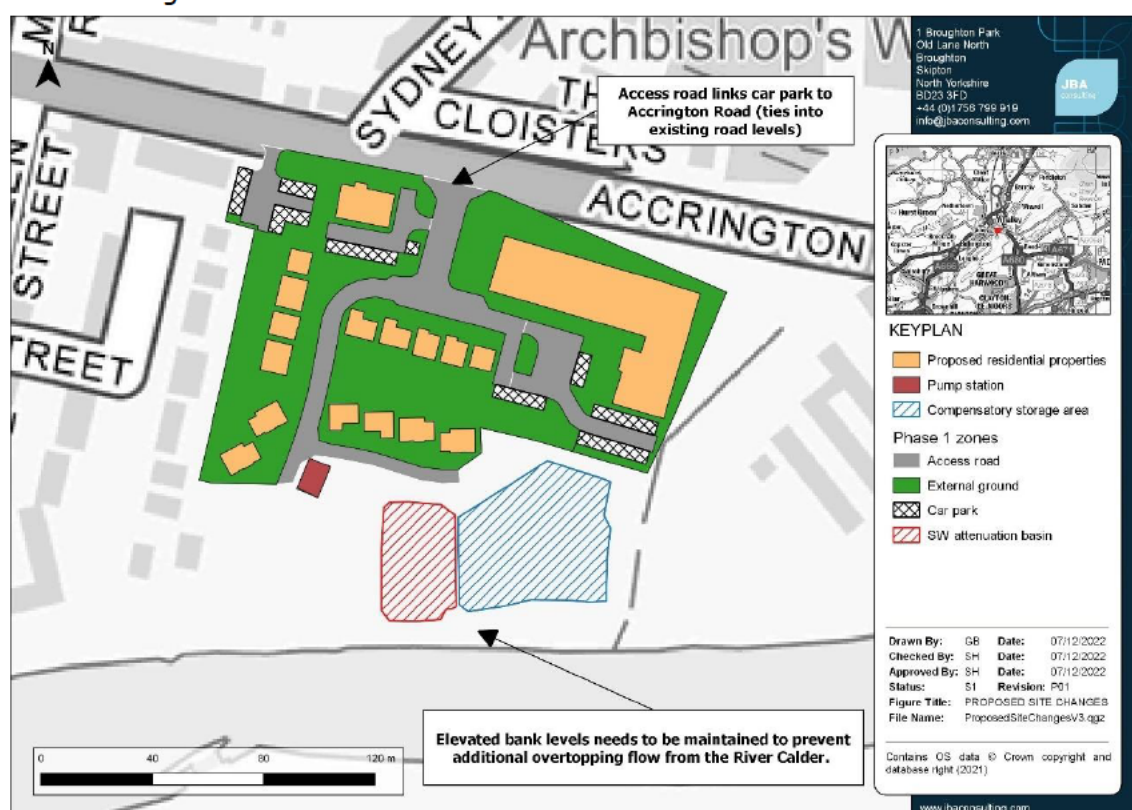 N
SYDNEY
Archbishop's W
THE
CLOISTERS
ACCRINGTON
STREET
TREET
Access road links car park to
Accrington Road (ties into
existing road levels)
Elevated bank levels needs to be maintained to prevent
additional overtopping flow from the River Calder.
0 40 80 120 m
1 Broughton Park
Old Lane North
Broughton
Skipton
North Yorkshire
BD23 3FD
+44 (0)1756 799 919
info@jbaconsulting.com
JBA
consulting
KEYPLAN
Proposed residential properties
Pump station
Compensatory storage area
Phase 1 zones
Access road
External ground
Car park
SW attenuation basin
Drawn By: GB Date: 07/12/2022
Checked By: SH Date: 07/12/2022
Approved By: SH Date: 07/12/2022
Status: S1 Revision: P01
Figure Title: PROPOSED SITE CHANGES
File Name: ProposedSiteChangesV3.qgz
Contains OS data © Crown copyright and
database right (2021)
www.jbaconsulting.com